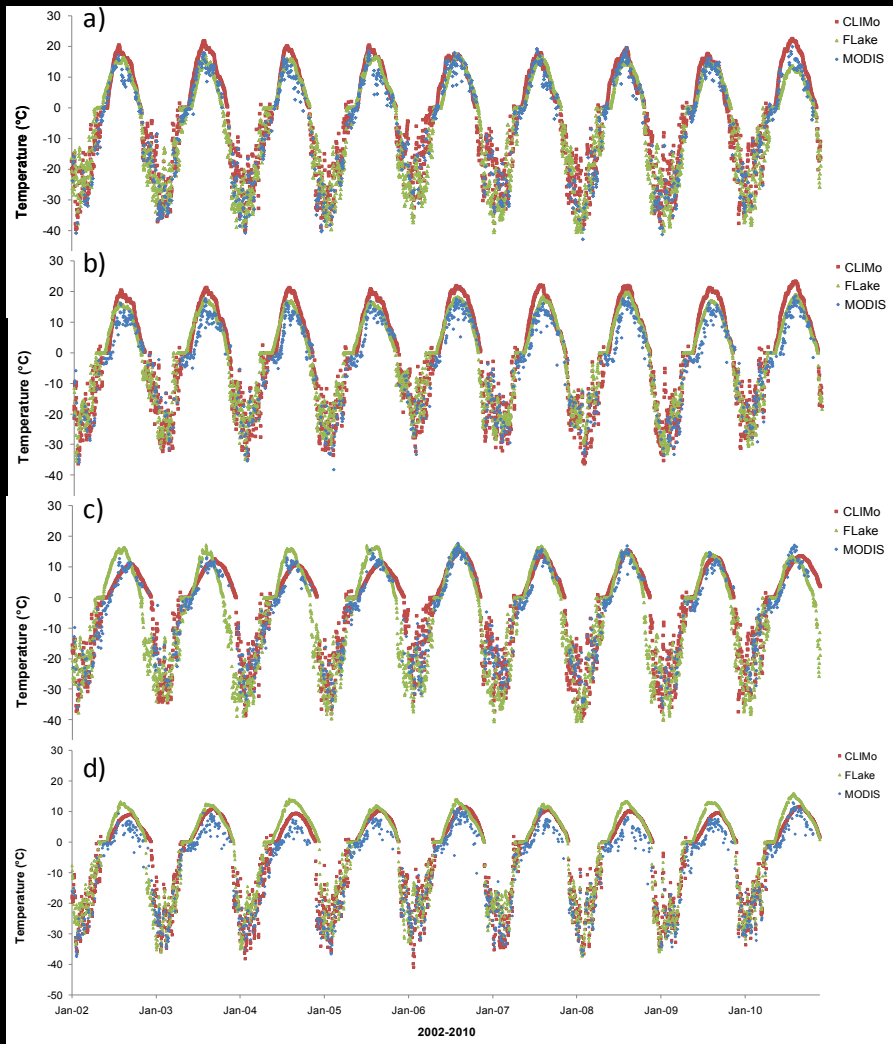 a)
30
20
10
0
-10
-20
-30
-40
Temperature (°C)
CLIMo
FLake
MODIS
b)
30
20
10
0
-10
-20
-30
-40
Temperature (°C)
CLIMo
FLake
MODIS
c)
30
20
10
0
-10
-20
-30
-40
Temperature (°C)
CLIMo
FLake
MODIS
d)
30
20
10
0
-10
-20
-30
-40
-50
Temperature (°C)
CLIMo
FLake
MODIS
Jan-02 Jan-03 Jan-04 Jan-05 Jan-06 Jan-07 Jan-08 Jan-09 Jan-10
2002-2010